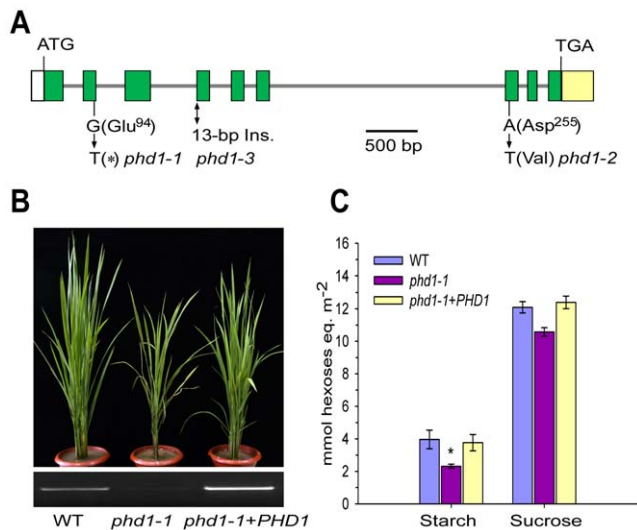 A
ATG
TGA
G(Glu94)
T(*) phd1-1
13-bp Ins.
phd1-3
500 bp
A(Asp255)
T(Val) phd1-2
B
WT phd1-1 phd1-1+PHD1
C
mmol hexoses eq. m-2
16
14
12
10
8
6
4
2
0
WT
phd1-1
phd1-1+PHD1
*
Starch Sucrose